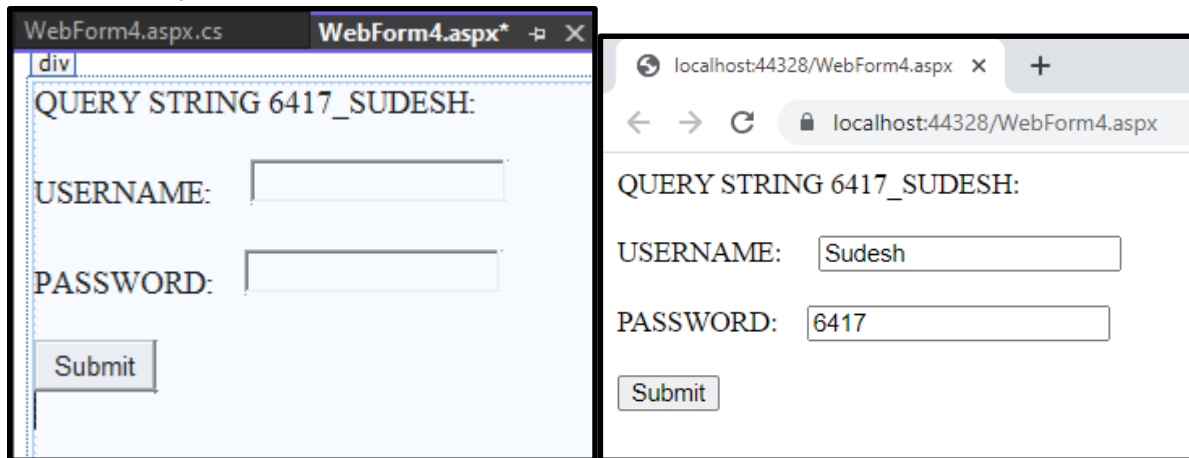 WebForm4.aspx.cs WebForm4.aspx*
div
QUERY STRING 6417_SUDESH:
USERNAME:
PASSWORD:
Submit
localhost:44328/WebForm4.aspx
localhost:44328/WebForm4.aspx
QUERY STRING 6417_SUDESH:
USERNAME: Sudesh
PASSWORD: 6417
Submit